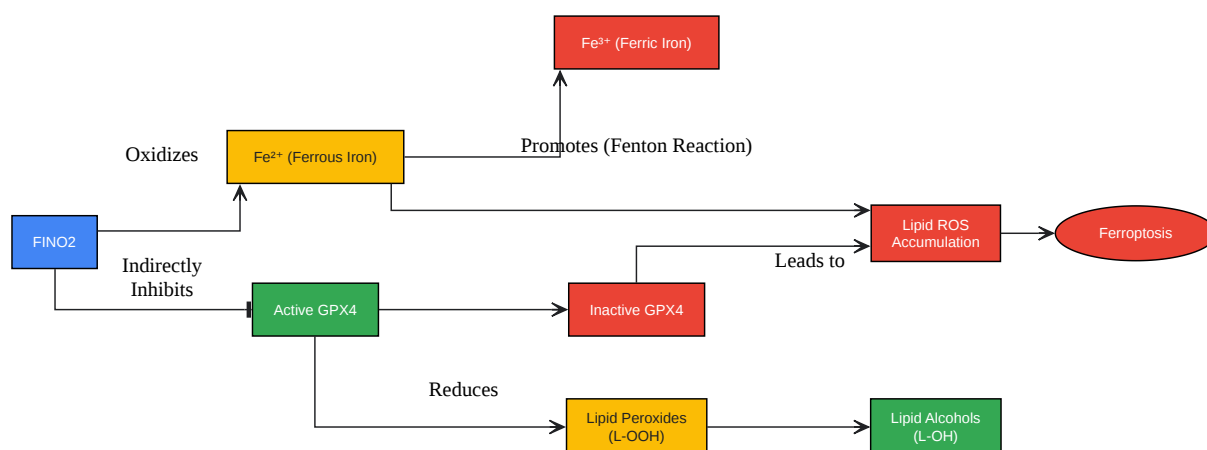 Fe³⁺ (Ferric Iron)
Oxidizes
Fe²⁺ (Ferrous Iron)
Promotes (Fenton Reaction)
FINO2
Lipid ROS
Accumulation
Ferroptosis
Indirectly
Inhibits
Leads to
Active GPX4
Inactive GPX4
Reduces
Lipid Peroxides
(L-OOH)
Lipid Alcohols
(L-OH)